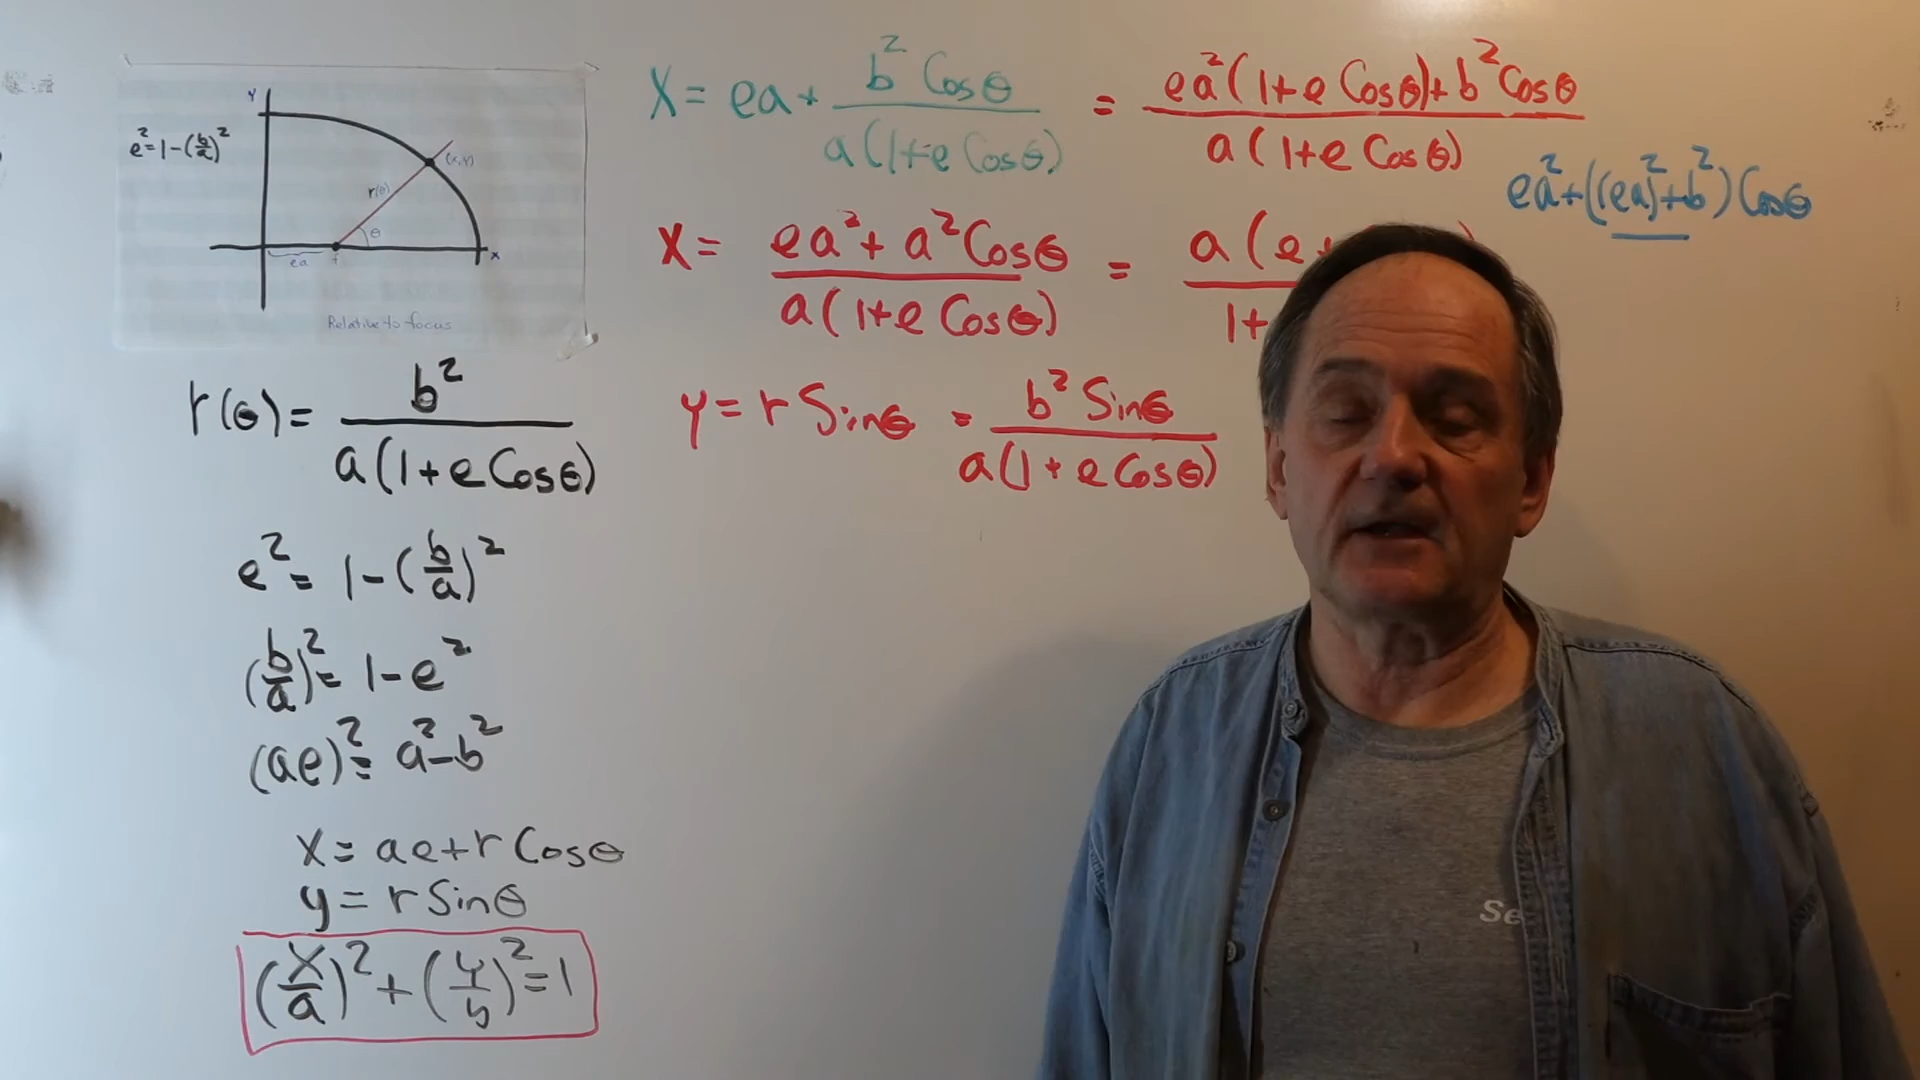 y
e² = 1 - (b/a)²
(x,y)
r(θ)
θ
ea f x
Relative to focus
r(θ) = b² / a(1+e Cosθ)
e² = 1 - (b/a)²
(b/a)² = 1 - e²
(ae)² = a² - b²
x = ae + r Cosθ
y = r Sinθ
(x/a)² + (y/b)² = 1
X = ea + b² Cosθ / a(1+e Cosθ) = ea²(1+e Cosθ) + b² Cosθ / a(1+e Cosθ)
ea² + ((ea)² + b²) Cosθ
X = ea² + a² Cosθ / a(1+e Cosθ) = a(e+ / 1+
y = r Sinθ = b² Sinθ / a(1+e Cosθ)
Se